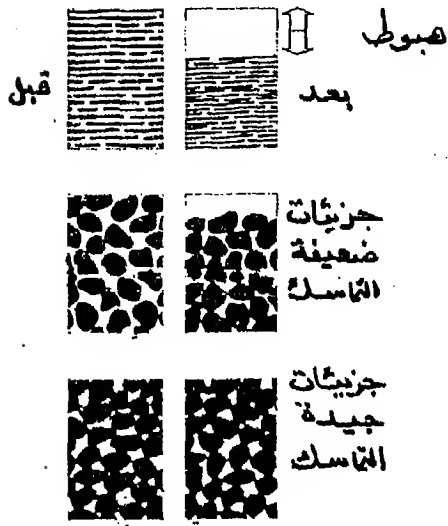 هبوط
قبل
بعد
جزيئات
ضعيفة
التماسك
جزيئات
جيدة
التماسك